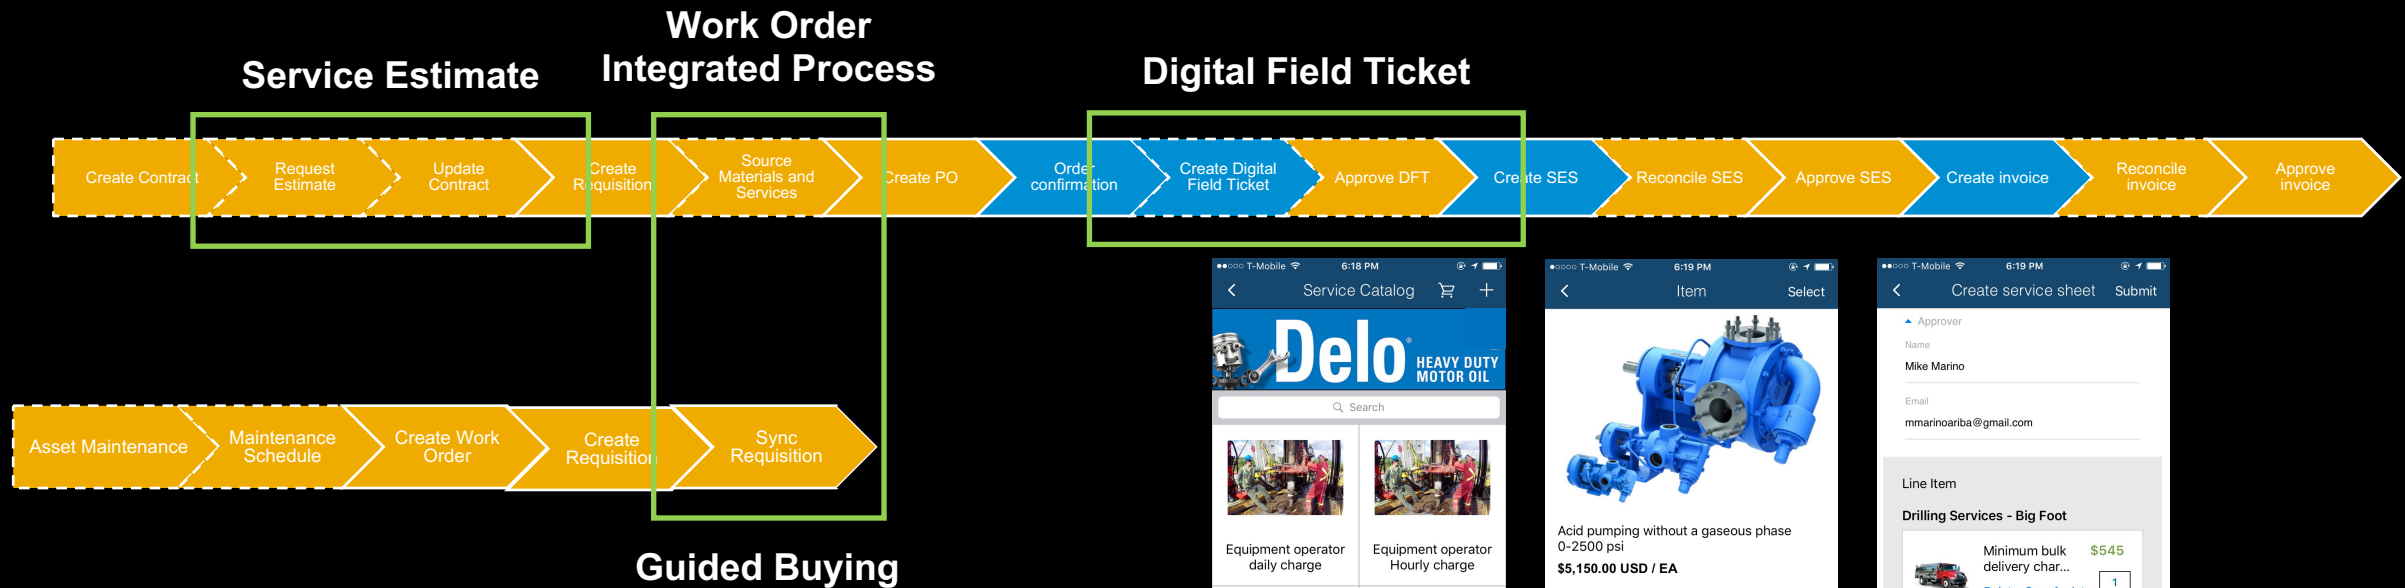 Work Order
Integrated Process
Service Estimate
Digital Field Ticket
Create Contract
Request
Estimate
Update
Contract
Create
Requisition
Source
Materials and
Services
Create PO
Order
confirmation
Create Digital
Field Ticket
Approve DFT
Create SES
Reconcile SES
Approve SES
Create invoice
Reconcile
invoice
Approve
invoice
Asset Maintenance
Maintenance
Schedule
Create Work
Order
Create
Requisition
Sync
Requisition
Guided Buying
T-Mobile 6:18 PM
Service Catalog
Delo®
HEAVY DUTY
MOTOR OIL
Search
Equipment operator
daily charge
Equipment operator
Hourly charge
T-Mobile 6:19 PM
Item Select
Acid pumping without a gaseous phase
0-2500 psi
$5,150.00 USD / EA
T-Mobile 6:19 PM
Create service sheet Submit
Approver
Name
Mike Marino
Email
mmarinoariba@gmail.com
Line Item
Drilling Services - Big Foot
Minimum bulk $545
delivery char...
1